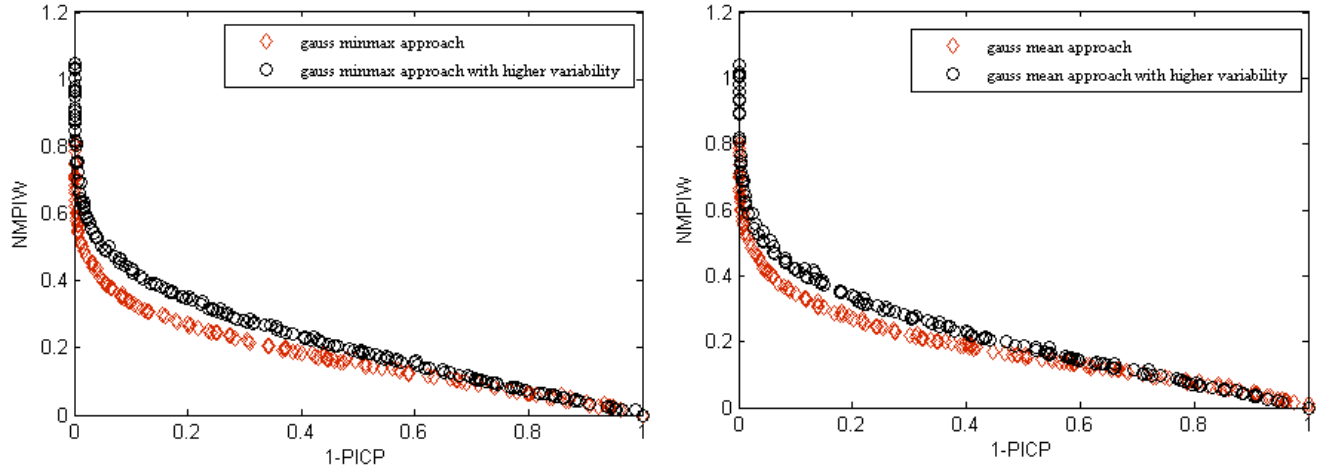 1.2
1
0.8
0.6
0.4
0.2
0
NMPIW
gauss minmax approach
gauss minmax approach with higher variability
0 0.2 0.4 0.6 0.8 1
1-PICP
1.2
1
0.8
0.6
0.4
0.2
0
NMPIW
gauss mean approach
gauss mean approach with higher variability
0 0.2 0.4 0.6 0.8 1
1-PICP